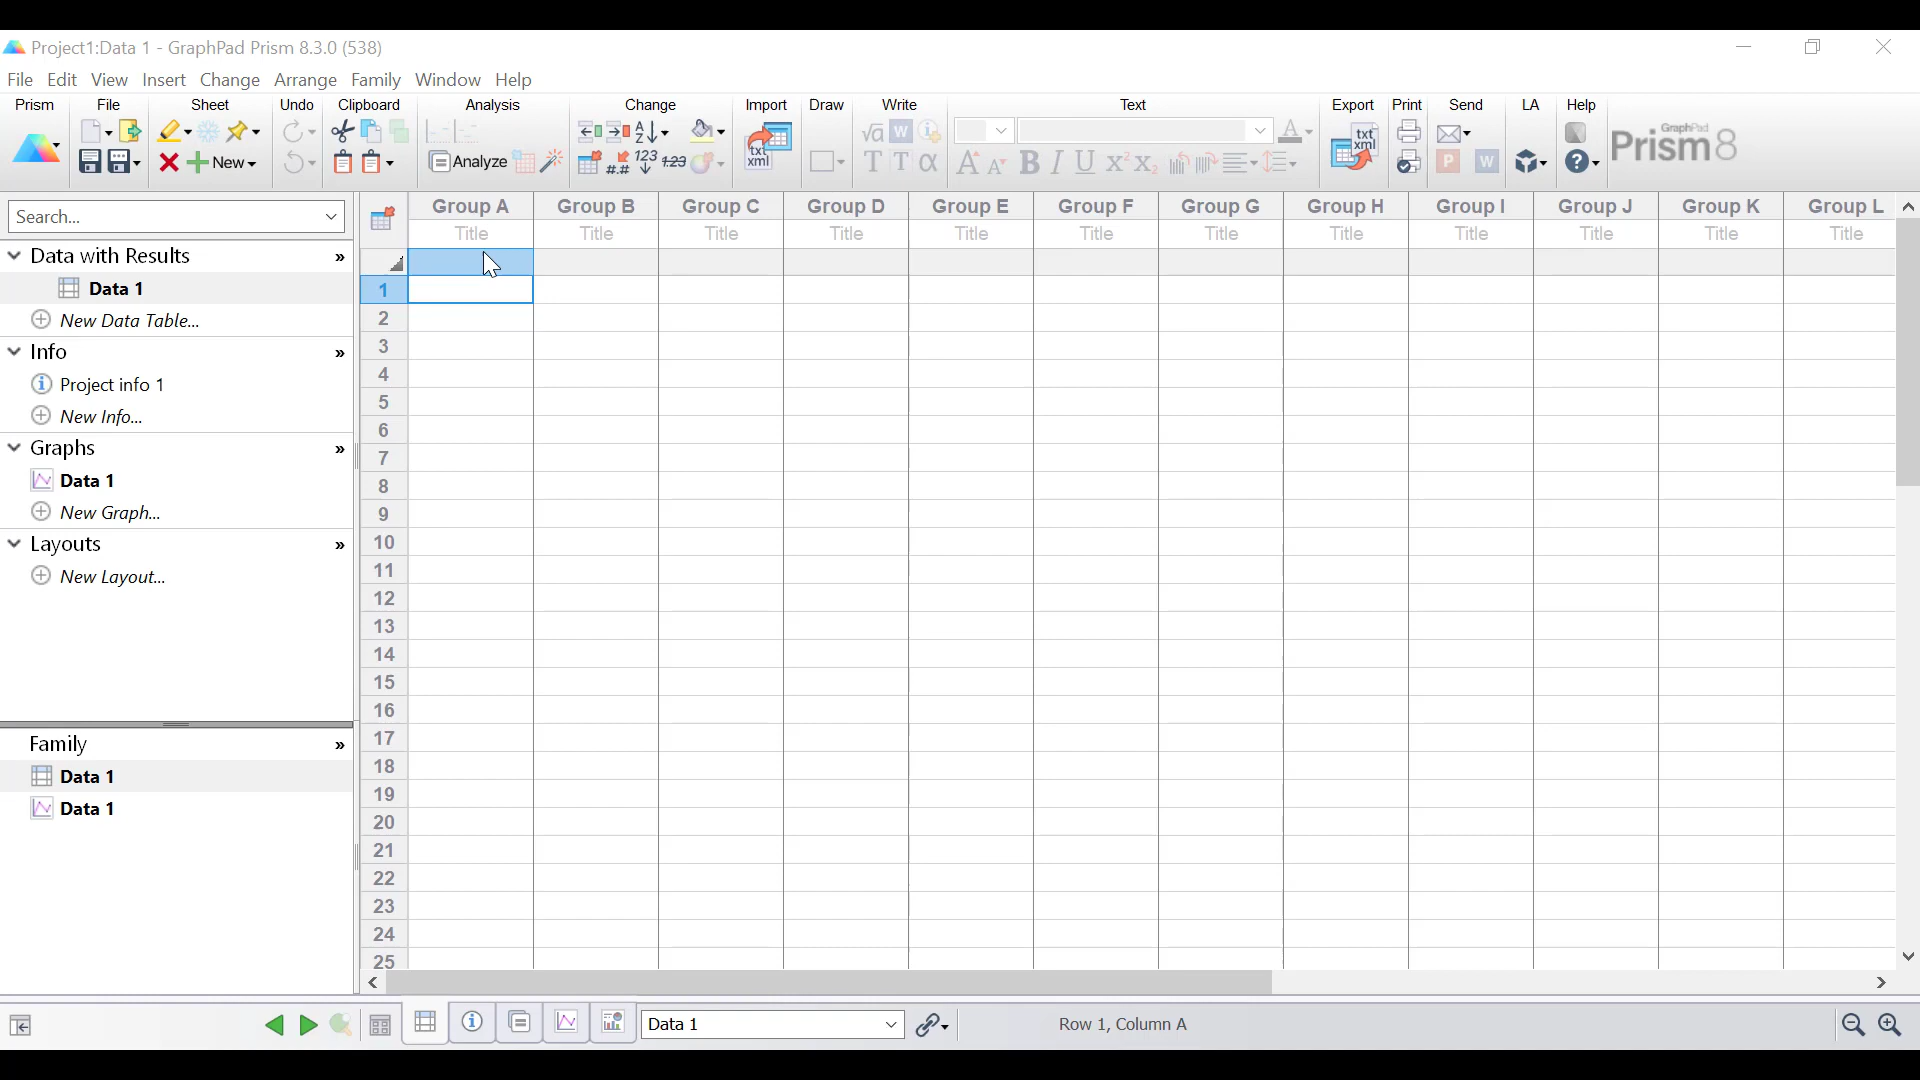 Project1:Data 1 - GraphPad Prism 8.3.0 (538)
File Edit View Insert Change Arrange Family Window Help
Prism File Sheet Undo Clipboard Analysis Change Import Draw Write Text Export Print Send LA Help
New
Analyze
GraphPad
Prism 8
Search...
Data with Results
Data 1
New Data Table...
Info
Project info 1
New Info...
Graphs
Data 1
New Graph...
Layouts
New Layout...
Family
Data 1
Data 1
Group A Group B Group C Group D Group E Group F Group G Group H Group I Group J Group K Group L
Title Title Title Title Title Title Title Title Title Title Title Title
1
2
3
4
5
6
7
8
9
10
11
12
13
14
15
16
17
18
19
20
21
22
23
24
25
Data 1
Row 1, Column A